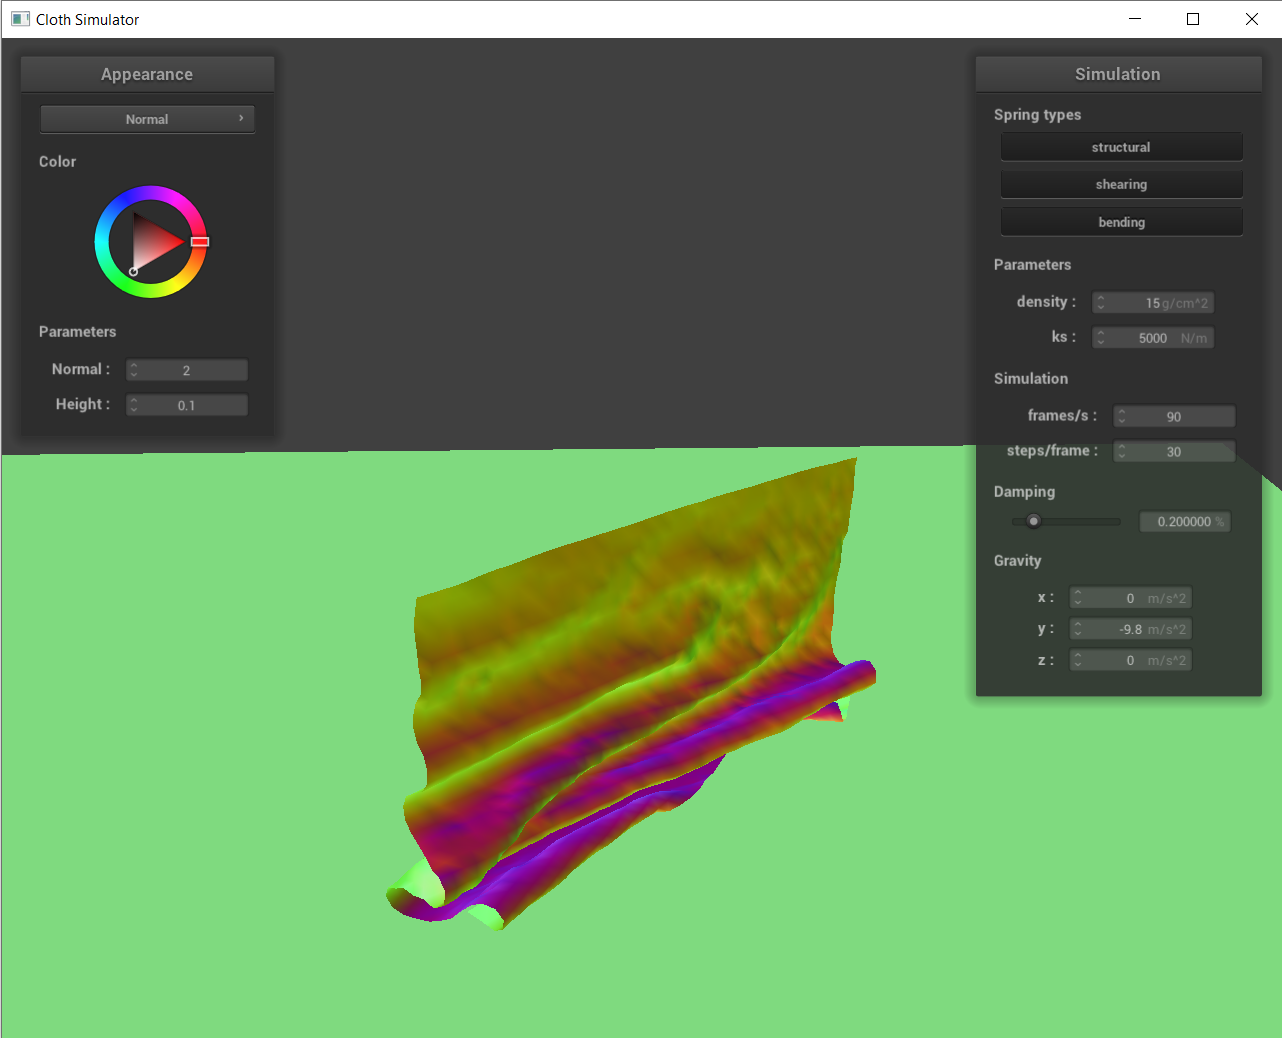 Cloth Simulator
Appearance
Normal
Color
Parameters
Normal : 2
Height : 0.1
Simulation
Spring types
structural
shearing
bending
Parameters
density : 15 g/cm^2
ks : 5000 N/m
Simulation
frames/s : 90
steps/frame : 30
Damping
0.200000 %
Gravity
x : 0 m/s^2
y : -9.8 m/s^2
z : 0 m/s^2